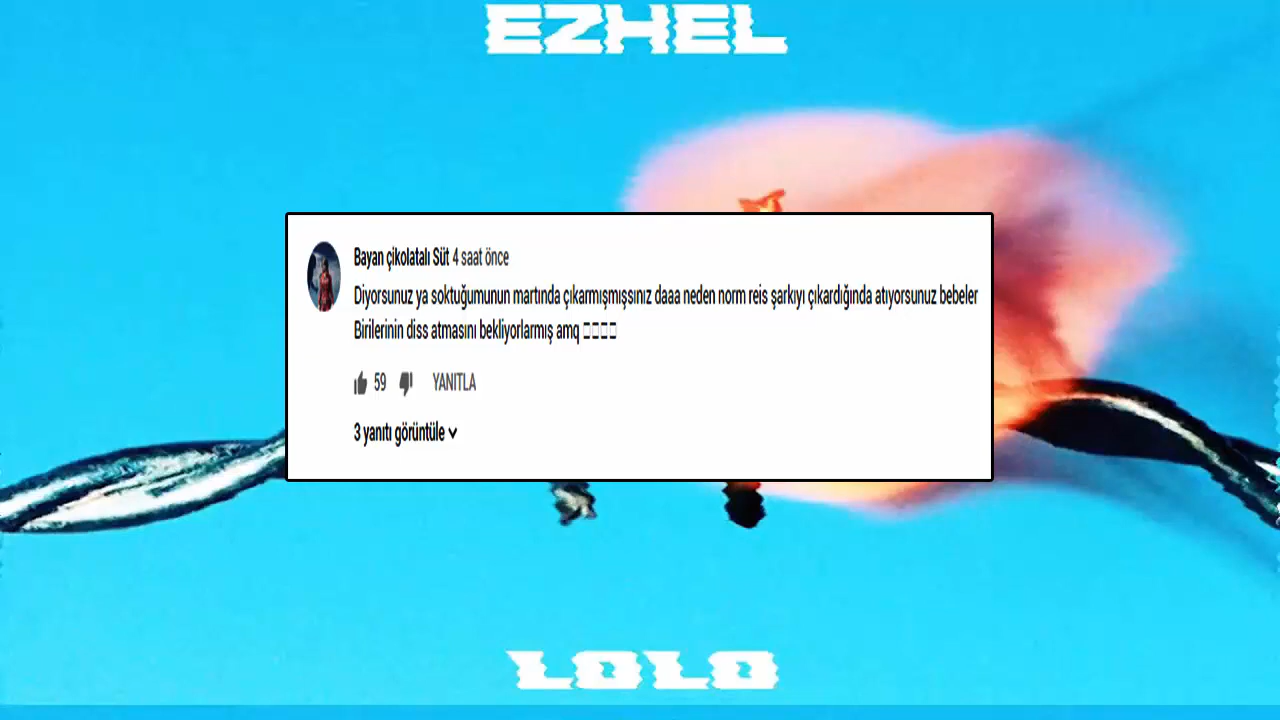 EZHEL
Bayan çikolatalı Süt 4 saat önce
Diyorsunuz ya soktuğumunun martında çıkarmışmışsınız daaa neden norm reis şarkıyı çıkardığında atıyorsunuz bebeler
Birilerinin diss atmasını bekliyorlarmış amq □□□□
59 YANITLA
3 yanıtı görüntüle
LOLO